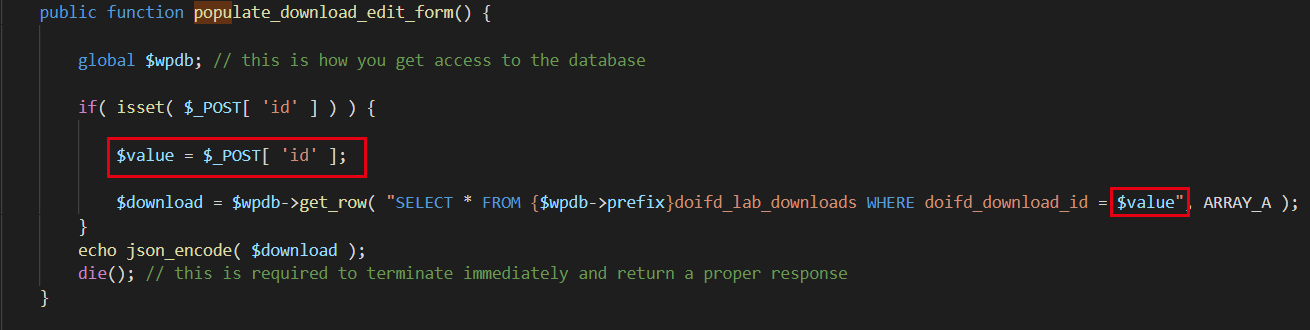 public function populate_download_edit_form() {
global $wpdb; // this is how you get access to the database
if( isset( $_POST[ 'id' ] ) ) {
$value = $_POST[ 'id' ];
$download = $wpdb->get_row( "SELECT * FROM {$wpdb->prefix}doifd_lab_downloads WHERE doifd_download_id = $value", ARRAY_A );
}
echo json_encode( $download );
die(); // this is required to terminate immediately and return a proper response
}